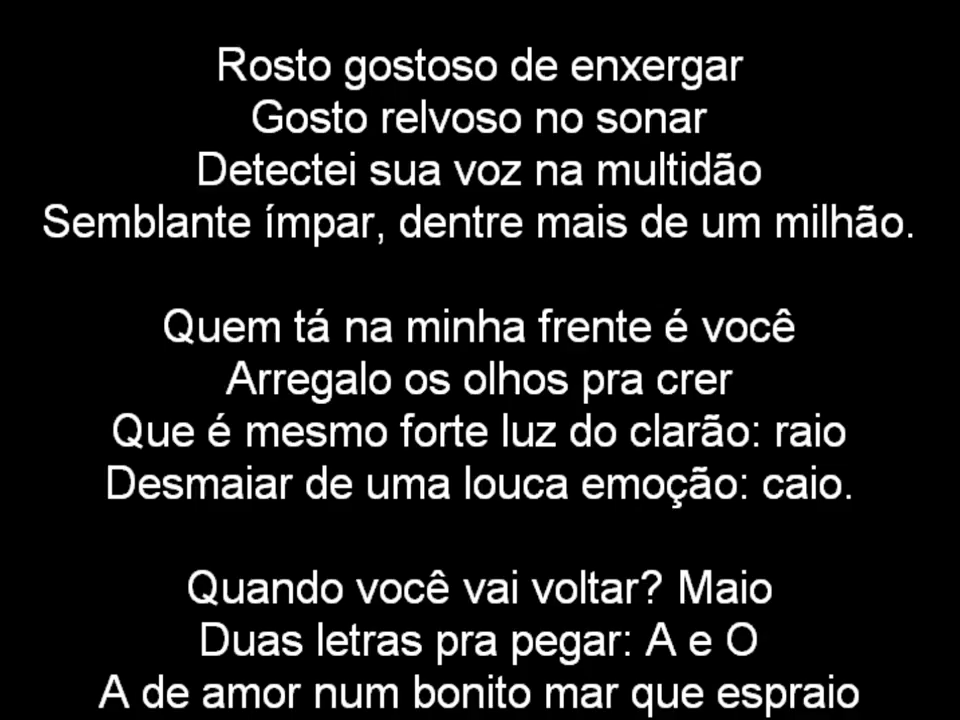 Rosto gostoso de enxergar
Gosto relvoso no sonar
Detectei sua voz na multidão
Semblante ímpar, dentre mais de um milhão.
Quem tá na minha frente é você
Arregalo os olhos pra crer
Que é mesmo forte luz do clarão: raio
Desmaiar de uma louca emoção: caio.
Quando você vai voltar? Maio
Duas letras pra pegar: A e O
A de amor num bonito mar que espraio